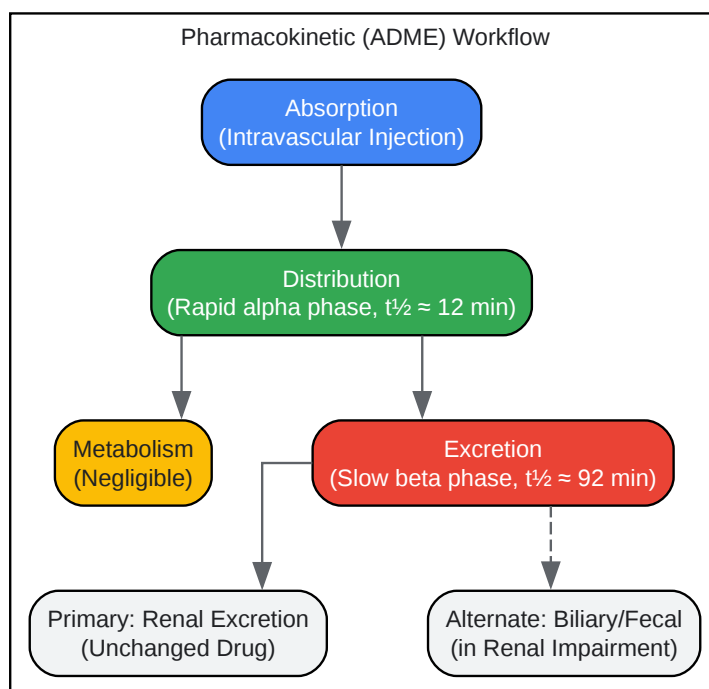 Pharmacokinetic (ADME) Workflow
Absorption
(Intravascular Injection)
Distribution
(Rapid alpha phase, t½ ≈ 12 min)
Metabolism
(Negligible)
Excretion
(Slow beta phase, t½ ≈ 92 min)
Primary: Renal Excretion
(Unchanged Drug)
Alternate: Biliary/Fecal
(in Renal Impairment)